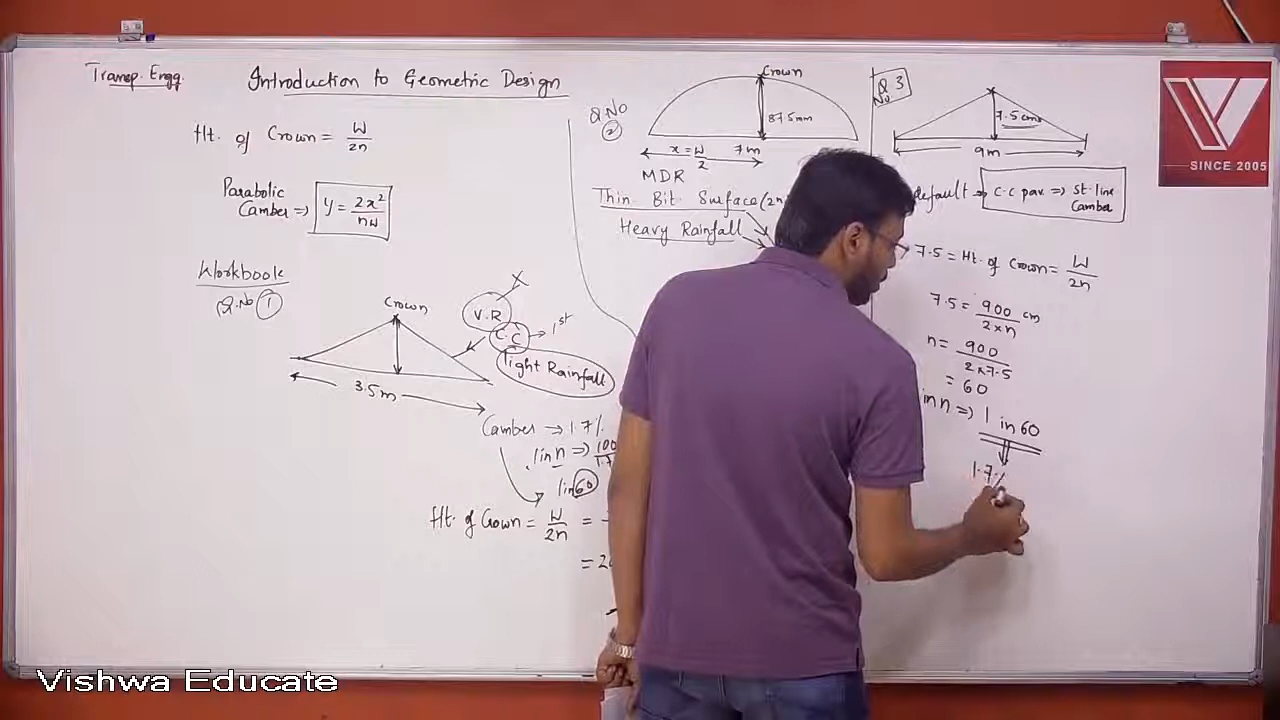 Transp. Engg.
Introduction to Geometric Design
Ht. of Crown = W/2n
Parabolic
Camber => y = 2x²/nW
Workbook
Q.No 1
Crown
3.5m
V.R X
C.C → 1st
light Rainfall
Camber → 1.7%
1 in n => 100
1 in 60
Ht. of Crown = W/2n =
Q.No
2
Crown
87.5mm
x = W/2
7m
MDR
Thin Bit. Surface
Heavy Rainfall
Q 3
No
7.5 cms
9m
default → C.C pav. => St. line
Camber
7.5 = Ht. of Crown = W/2n
7.5 = 900/2×n cm
n = 900/2×7.5
= 60
in n => 1 in 60
1.7%
SINCE 2005
Vishwa Educate